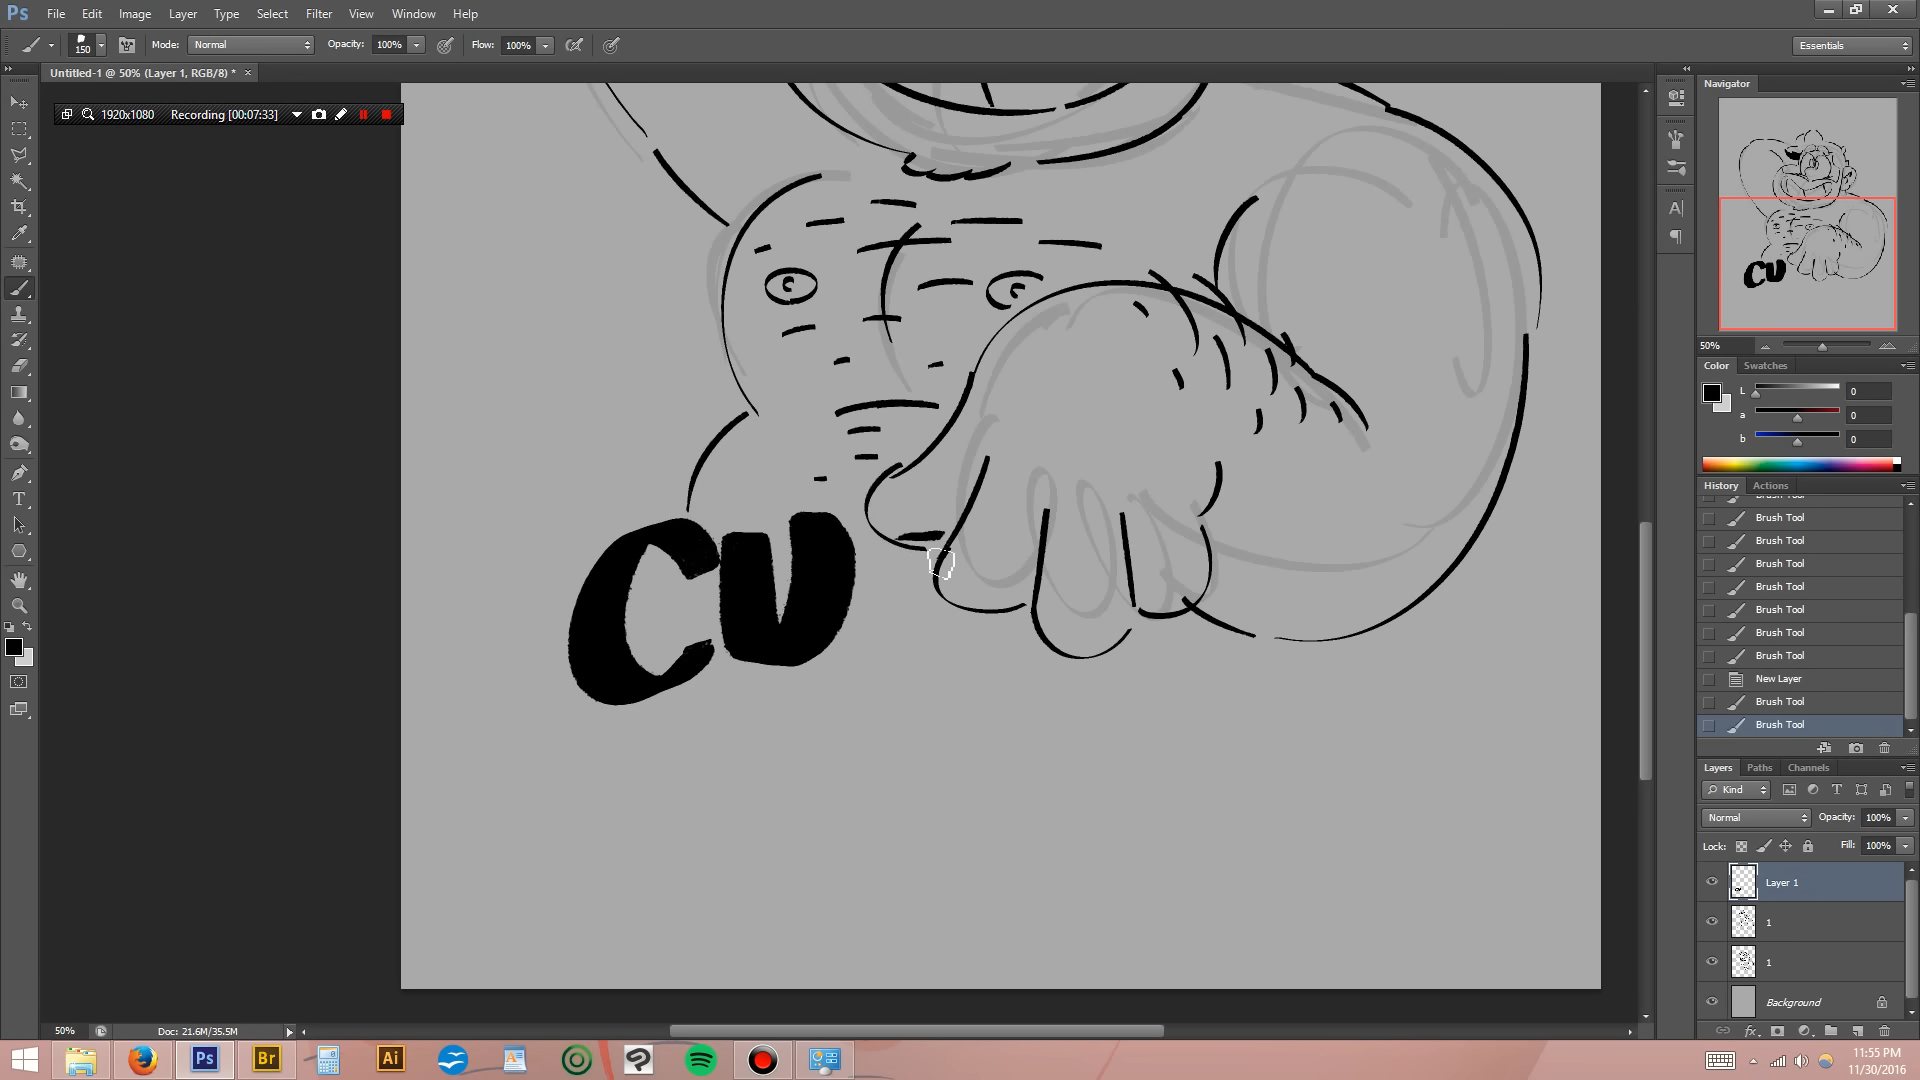 Ps File Edit Image Layer Type Select Filter View Window Help
150 Mode: Normal Opacity: 100% Flow: 100% Essentials
Untitled-1 @ 50% (Layer 1, RGB/8) *
1920x1080 Recording [00:07:33]
Navigator
50%
Color Swatches
L 0
a 0
b 0
History Actions
Brush Tool
Brush Tool
Brush Tool
Brush Tool
Brush Tool
Brush Tool
Brush Tool
Brush Tool
New Layer
Brush Tool
Brush Tool
CU
Layers Paths Channels
Kind
Normal Opacity: 100%
Lock: Fill: 100%
Layer 1
1
1
Background
50% Doc: 21.6M/35.5M
Ps Br Ai
11:55 PM
11/30/2016